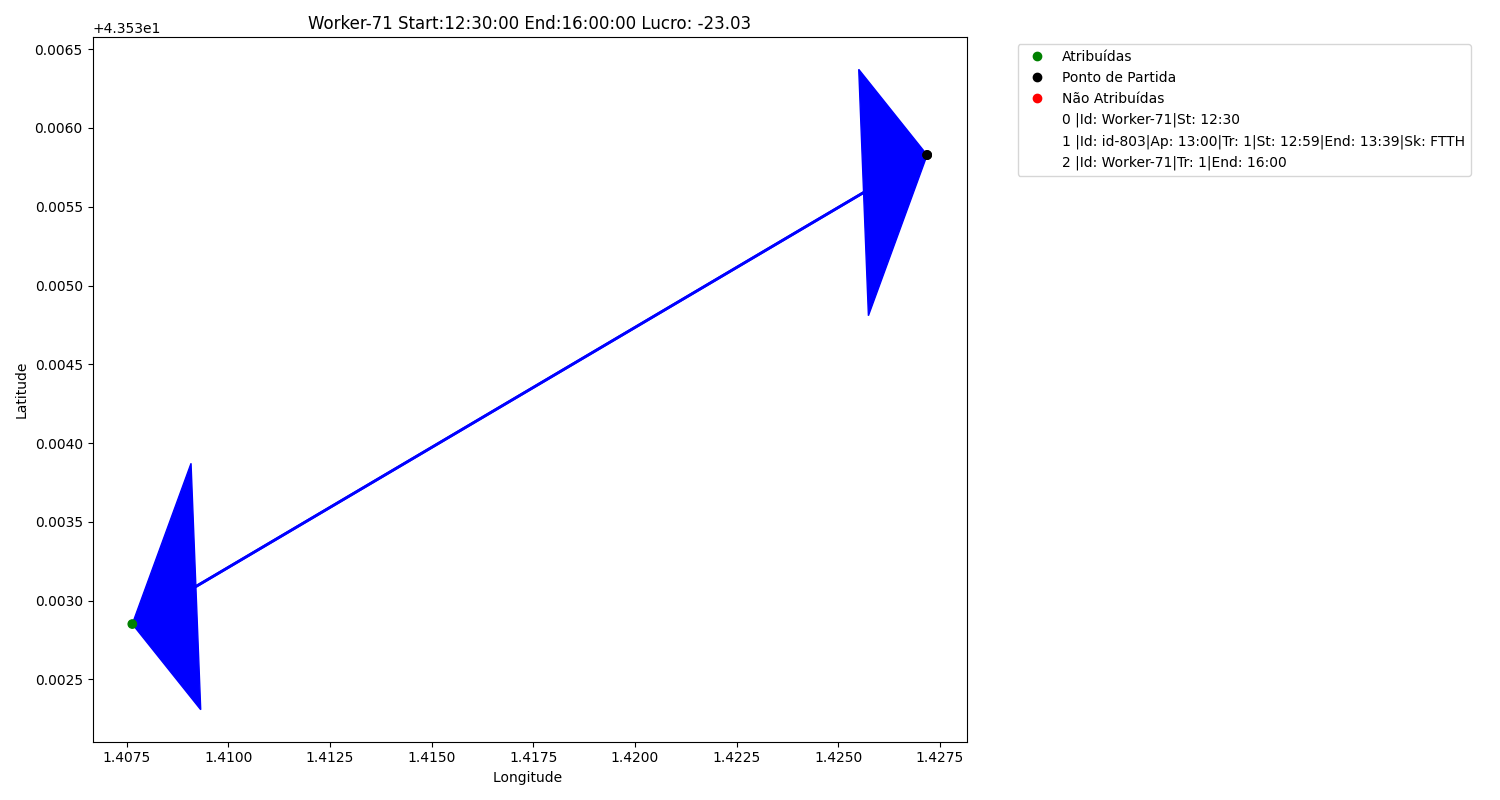 Worker-71 Start:12:30:00 End:16:00:00 Lucro: -23.03
+4.353e1
0.0065
0.0060
0.0055
0.0050
0.0045
0.0040
0.0035
0.0030
0.0025
Latitude
1.4075 1.4100 1.4125 1.4150 1.4175 1.4200 1.4225 1.4250 1.4275
Longitude
Atribuídas
Ponto de Partida
Não Atribuídas
0 |Id: Worker-71|St: 12:30
1 |Id: id-803|Ap: 13:00|Tr: 1|St: 12:59|End: 13:39|Sk: FTTH
2 |Id: Worker-71|Tr: 1|End: 16:00